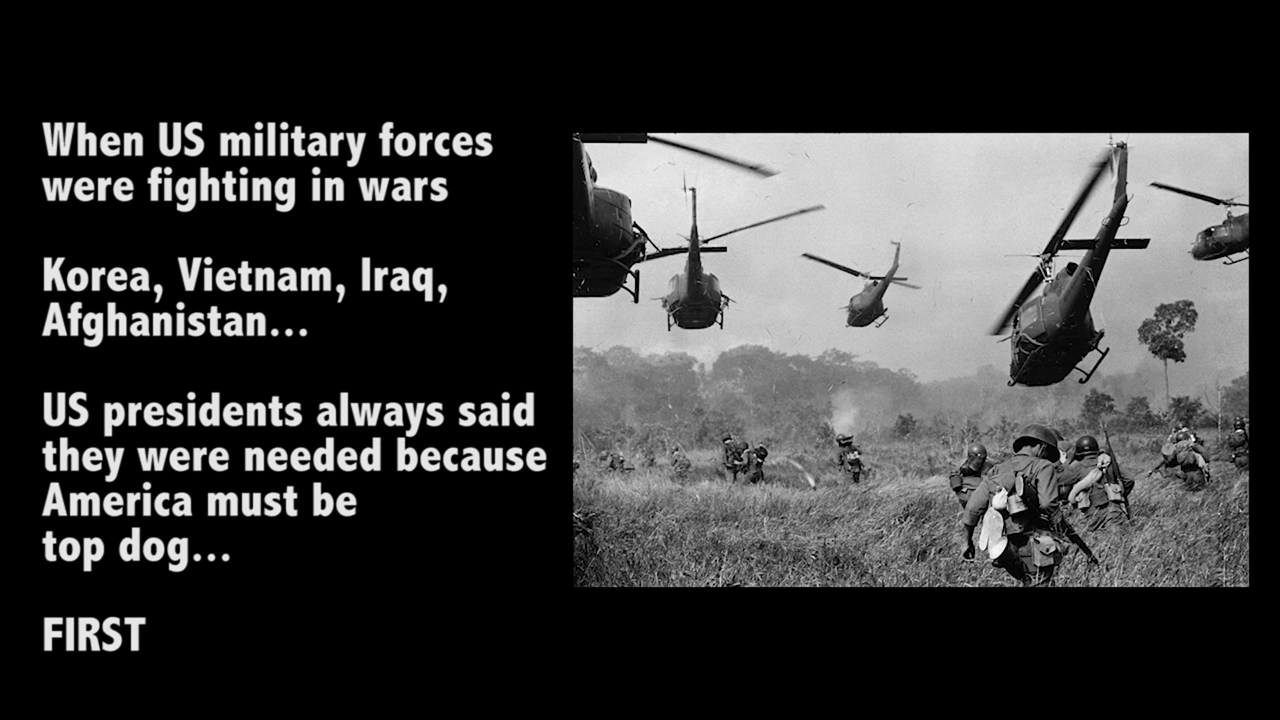 When US military forces
were fighting in wars
Korea, Vietnam, Iraq,
Afghanistan...
US presidents always said
they were needed because
America must be
top dog...
FIRST